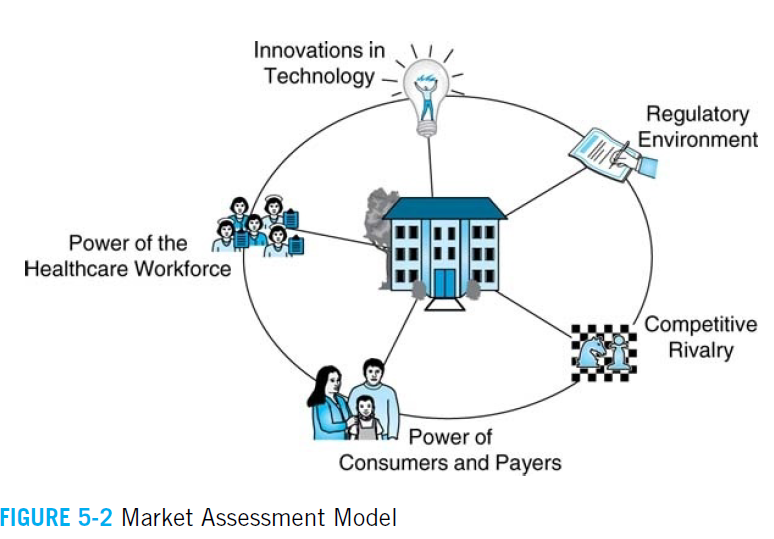 Innovations in
Technology
Regulatory
Environment
Power of the
Healthcare Workforce
Competitive
Rivalry
Power of
Consumers and Payers
FIGURE 5-2 Market Assessment Model